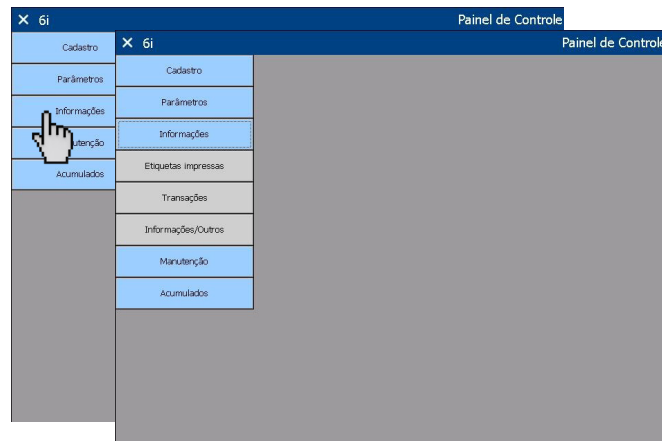 ✕ 6i Painel de Controle
Cadastro
Parâmetros
Informações
utenção
Acumulados
✕ 6i Painel de Controle
Cadastro
Parâmetros
Informações
Etiquetas impressas
Transações
Informações/Outros
Manutenção
Acumulados